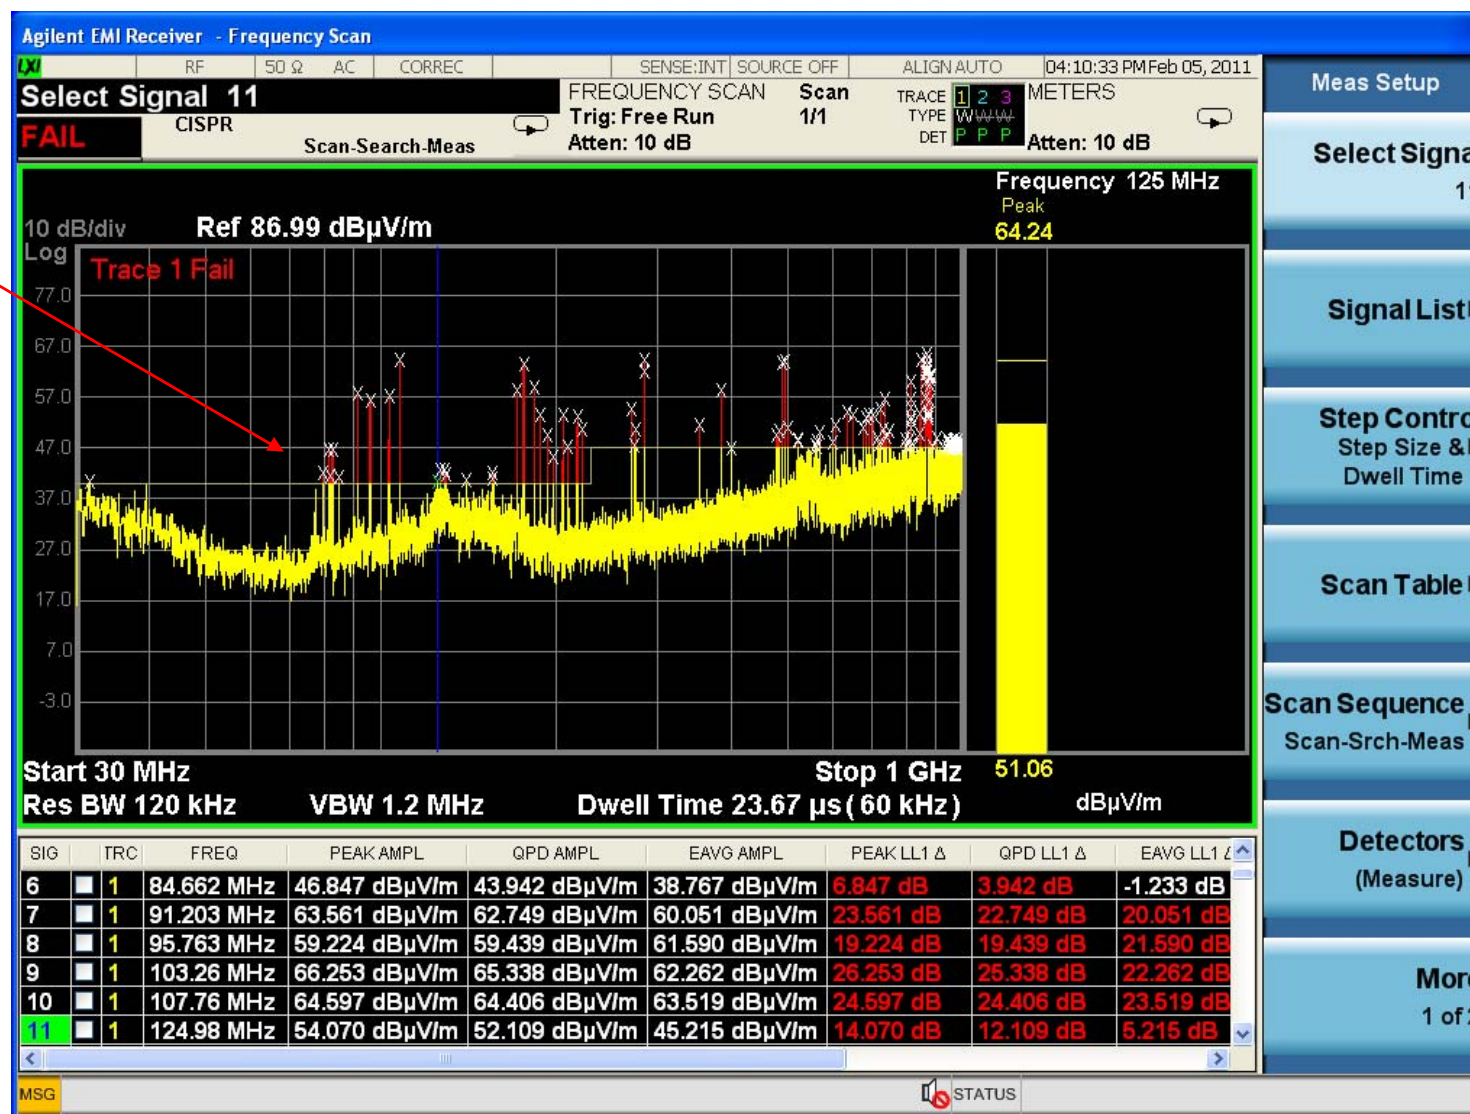 Agilent EMI Receiver - Frequency Scan
LXI RF 50 Ω AC CORREC SENSE:INT SOURCE OFF ALIGN AUTO 04:10:33 PM Feb 05, 2011
Select Signal 11
FAIL
CISPR
Scan-Search-Meas
FREQUENCY SCAN Scan
Trig: Free Run 1/1
Atten: 10 dB
TRACE 1 2 3
TYPE W W W
DET P P P
METERS
Atten: 10 dB
Frequency 125 MHz
Peak
64.24
10 dB/div Ref 86.99 dBµV/m
Log
Trace 1 Fail
77.0
67.0
57.0
47.0
37.0
27.0
17.0
7.0
-3.0
Start 30 MHz Stop 1 GHz
Res BW 120 kHz VBW 1.2 MHz Dwell Time 23.67 µs ( 60 kHz )
51.06
dBµV/m
SIG TRC FREQ PEAK AMPL QPD AMPL EAVG AMPL PEAK LL1 Δ QPD LL1 Δ EAVG LL1 Δ
6 1 84.662 MHz 46.847 dBµV/m 43.942 dBµV/m 38.767 dBµV/m 6.847 dB 3.942 dB -1.233 dB
7 1 91.203 MHz 63.561 dBµV/m 62.749 dBµV/m 60.051 dBµV/m 23.561 dB 22.749 dB 20.051 dB
8 1 95.763 MHz 59.224 dBµV/m 59.439 dBµV/m 61.590 dBµV/m 19.224 dB 19.439 dB 21.590 dB
9 1 103.26 MHz 66.253 dBµV/m 65.338 dBµV/m 62.262 dBµV/m 26.253 dB 25.338 dB 22.262 dB
10 1 107.76 MHz 64.597 dBµV/m 64.406 dBµV/m 63.519 dBµV/m 24.597 dB 24.406 dB 23.519 dB
11 1 124.98 MHz 54.070 dBµV/m 52.109 dBµV/m 45.215 dBµV/m 14.070 dB 12.109 dB 5.215 dB
MSG STATUS
Meas Setup
Select Signa
1
Signal List
Step Contro
Step Size &
Dwell Time
Scan Table
Scan Sequence
Scan-Srch-Meas
Detectors
(Measure)
More
1 of